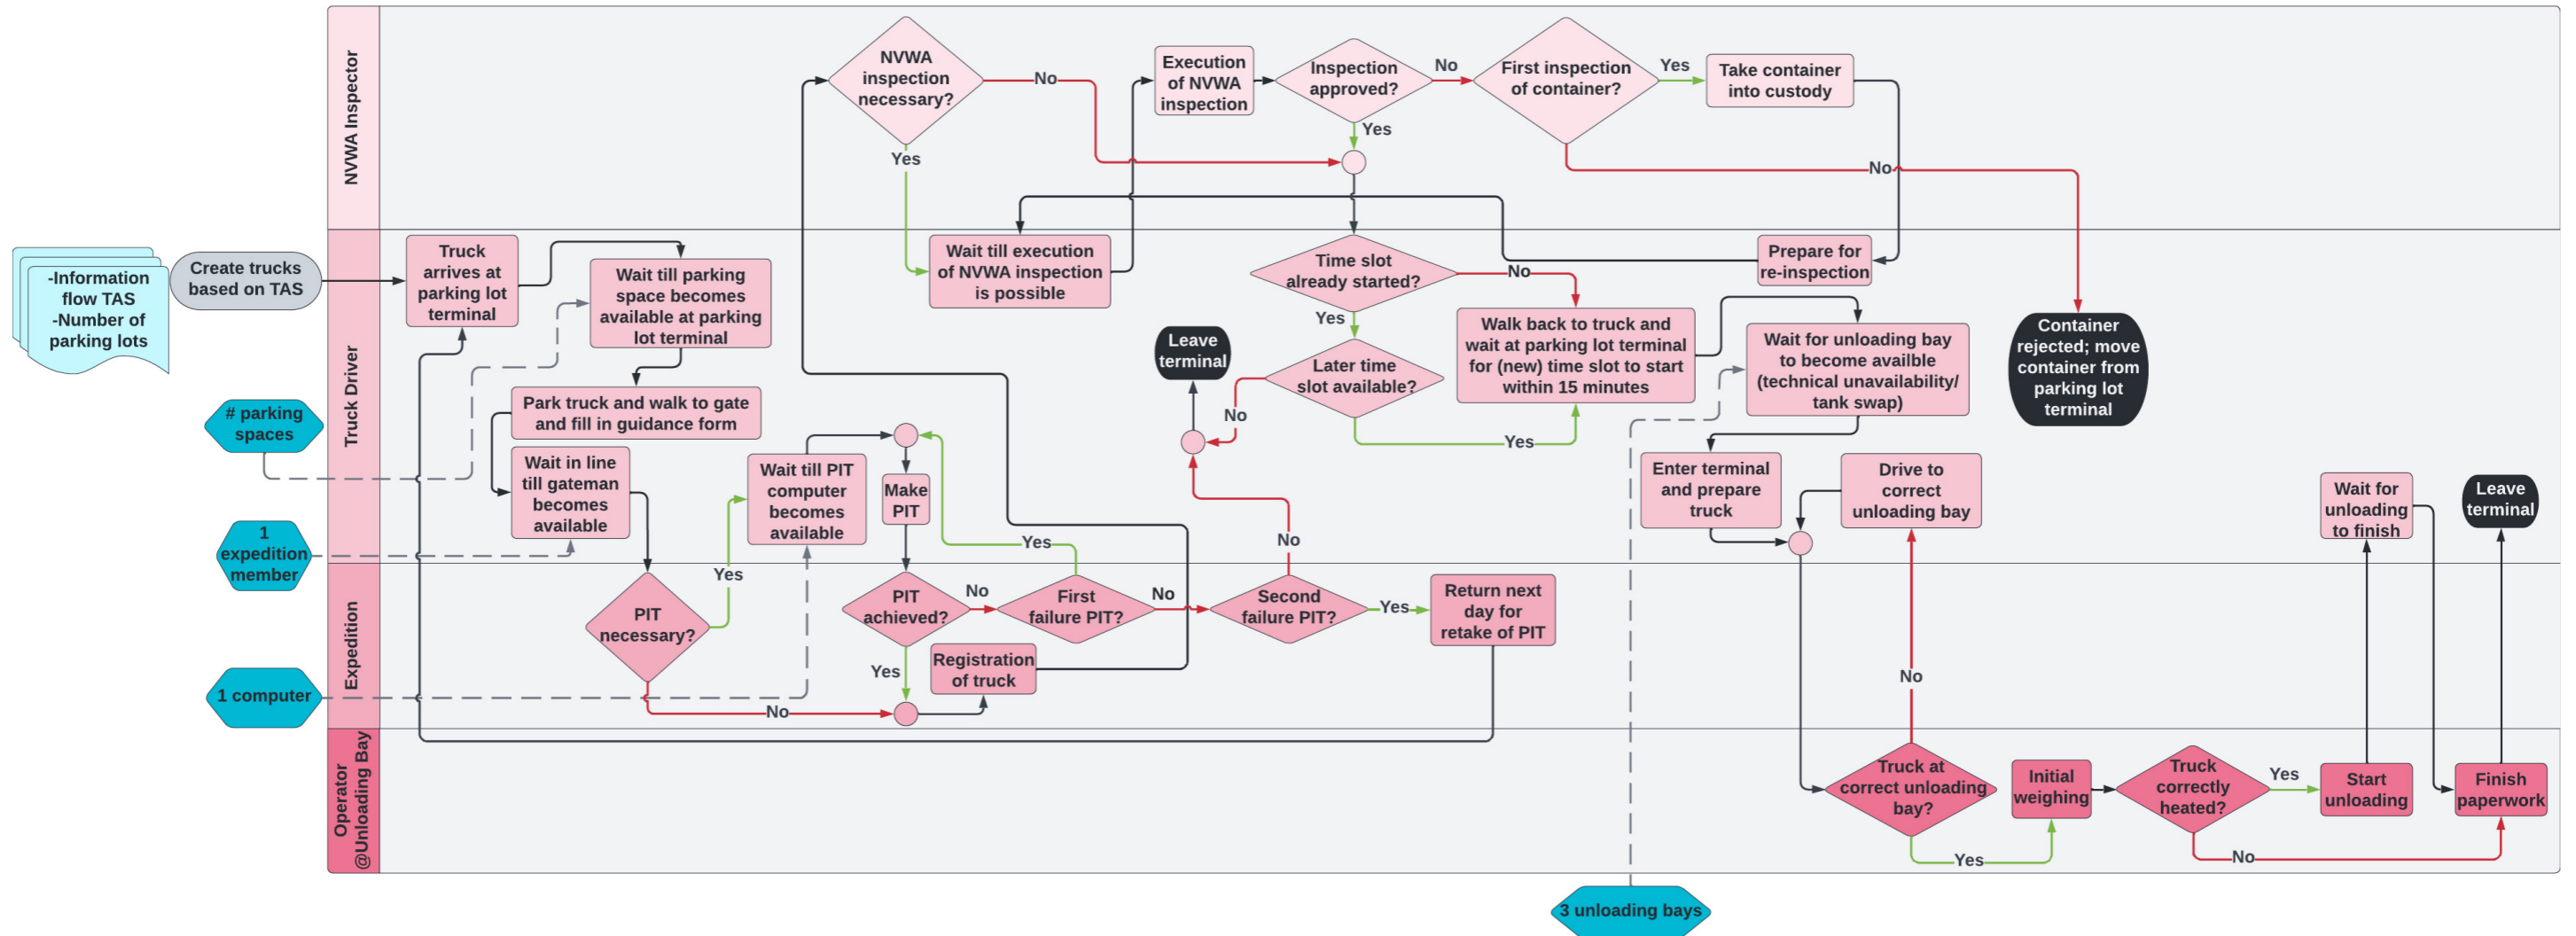 NVWA Inspector
NVWA
inspection
necessary?
No
Yes
Execution
of NVWA
inspection
Inspection
approved?
No
Yes
First inspection
of container?
Yes
No
Take container
into custody
-Information
flow TAS
-Number of
parking lots
Create trucks
based on TAS
# parking
spaces
1
expedition
member
1 computer
Truck Driver
Truck
arrives at
parking lot
terminal
Wait till parking
space becomes
available at parking
lot terminal
Park truck and walk to gate
and fill in guidance form
Wait in line
till gateman
becomes
available
Wait till PIT
computer
becomes
available
Make
PIT
Wait till execution
of NVWA inspection
is possible
Leave
terminal
Time slot
already started?
No
Yes
Later time
slot available?
No
Yes
Walk back to truck and
wait at parking lot terminal
for (new) time slot to start
within 15 minutes
Prepare for
re-inspection
Wait for unloading bay
to become availble
(technical unavailability/
tank swap)
Container
rejected; move
container from
parking lot
terminal
Enter terminal
and prepare
truck
Drive to
correct
unloading bay
Wait for
unloading
to finish
Leave
terminal
Expedition
PIT
necessary?
Yes
No
PIT
achieved?
No
Yes
First
failure PIT?
Yes
No
Second
failure PIT?
No
Yes
Return next
day for
retake of PIT
Registration
of truck
Operator
@Unloading Bay
Truck at
correct unloading
bay?
No
Yes
Initial
weighing
Truck
correctly
heated?
Yes
No
Start
unloading
Finish
paperwork
3 unloading bays